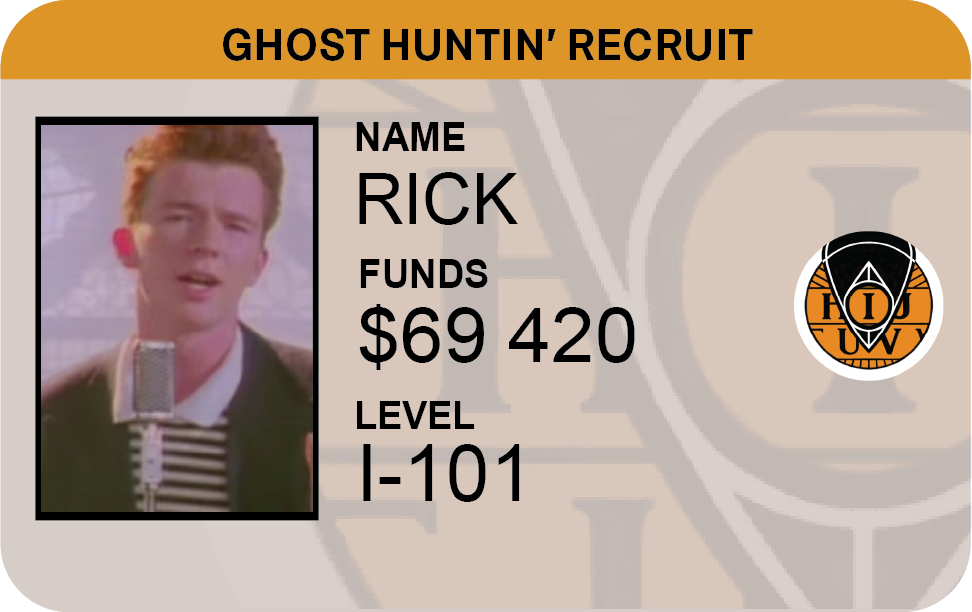 GHOST HUNTIN’ RECRUIT
NAME
RICK
FUNDS
$69 420
LEVEL
I-101
H I J
T U V